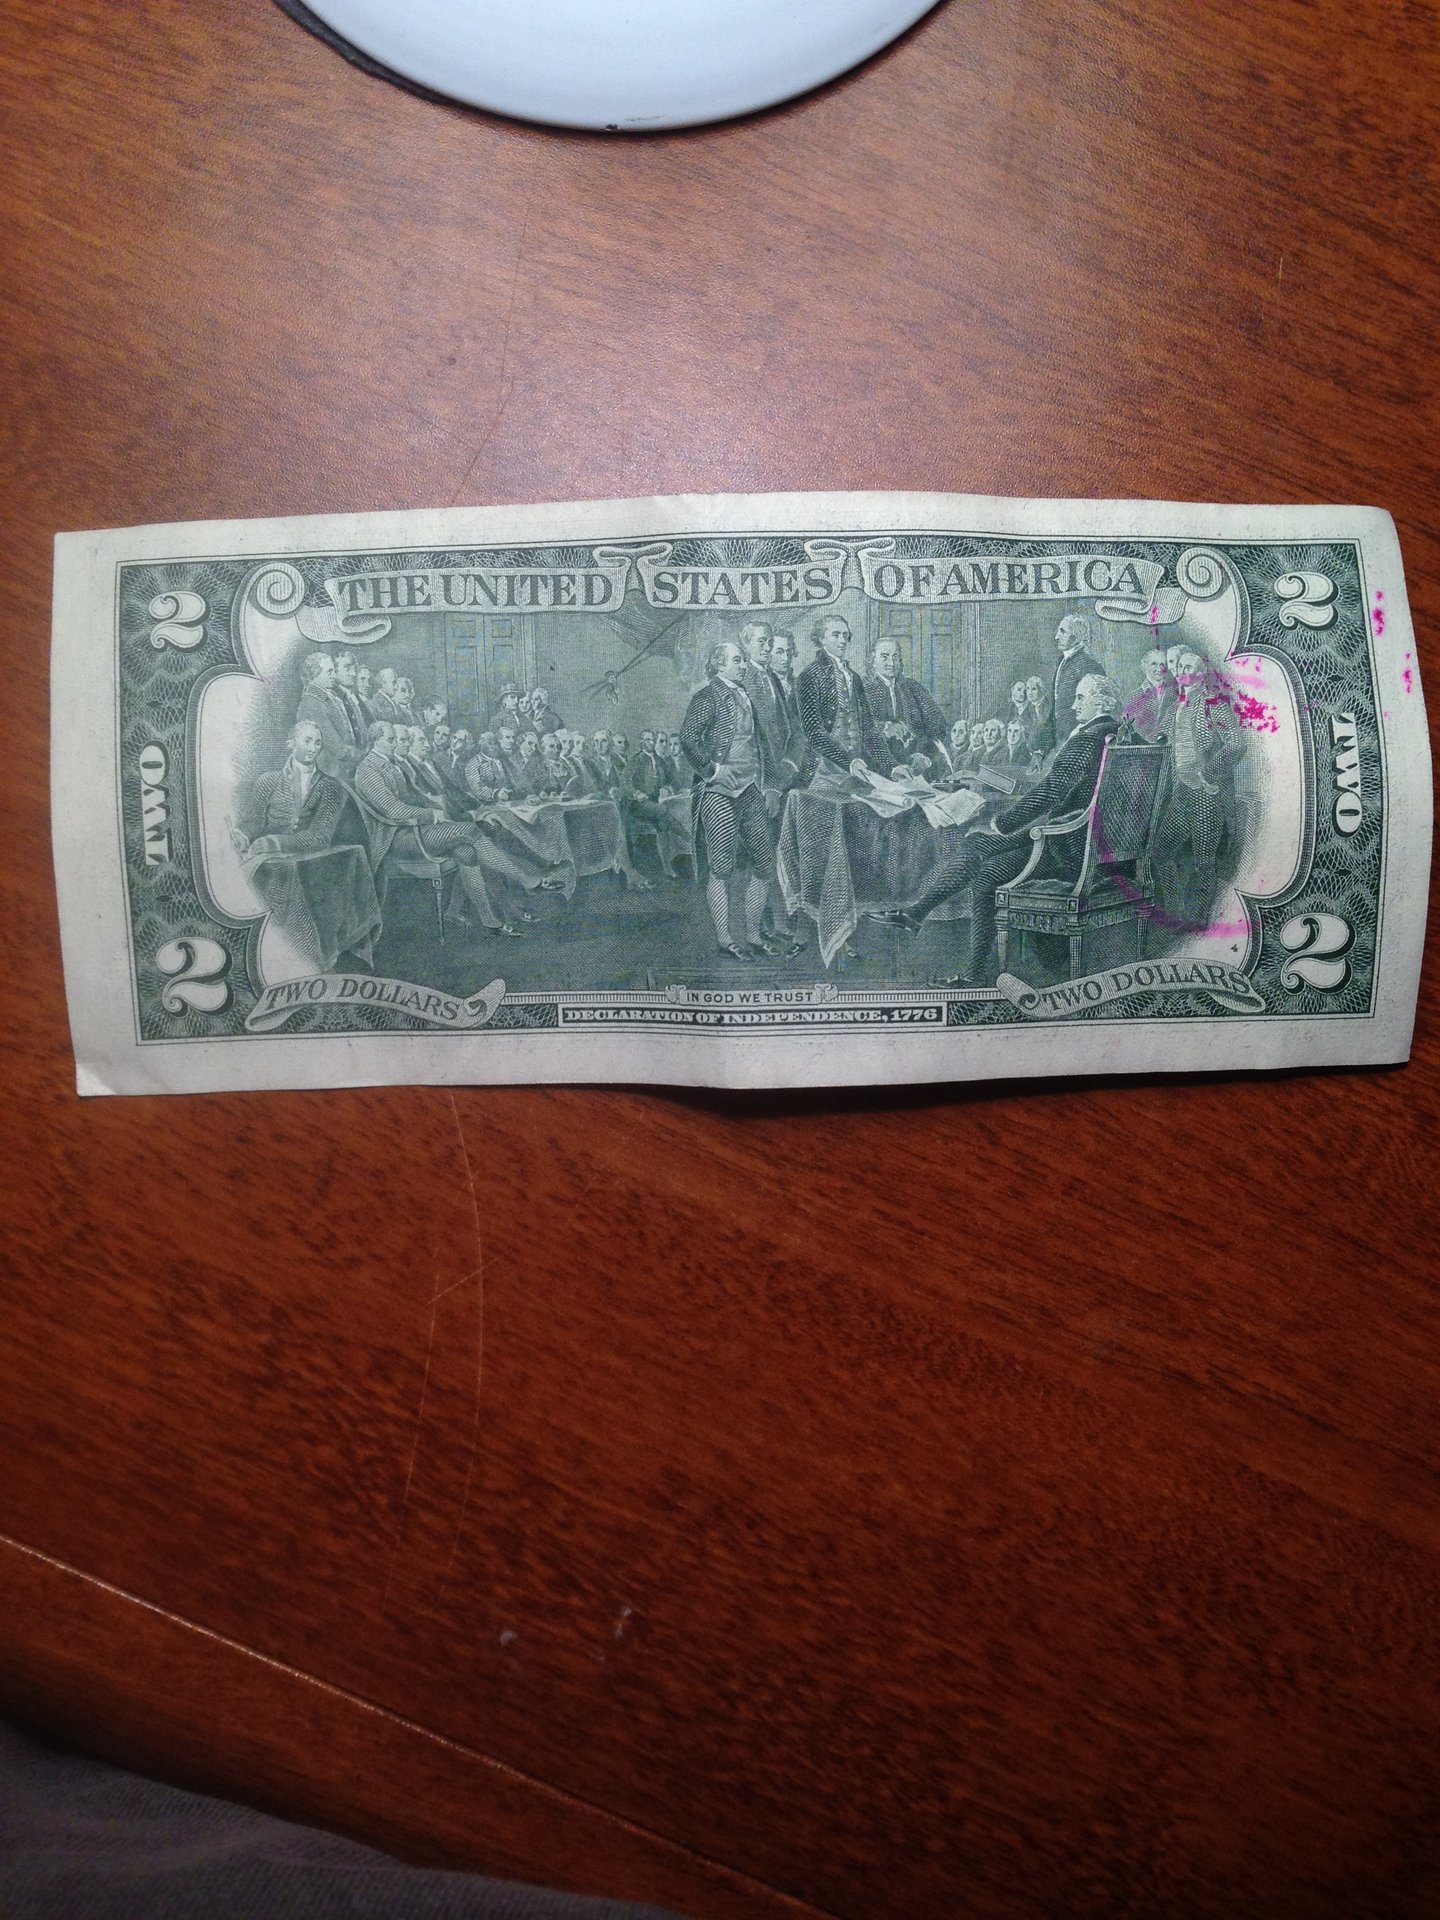 THE UNITED STATES OF AMERICA
2 2
TWO TWO
2 2
TWO DOLLARS TWO DOLLARS
4
IN GOD WE TRUST
DECLARATION OF INDEPENDENCE, 1776